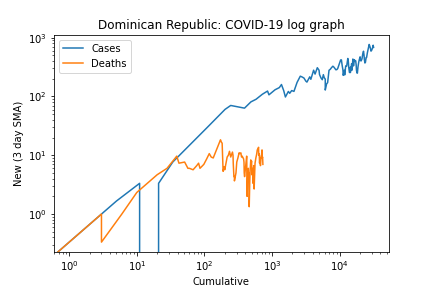 Dominican Republic: COVID-19 log graph
Cases
Deaths
New (3 day SMA)
10³
10²
10¹
10⁰
10⁰ 10¹ 10² 10³ 10⁴
Cumulative